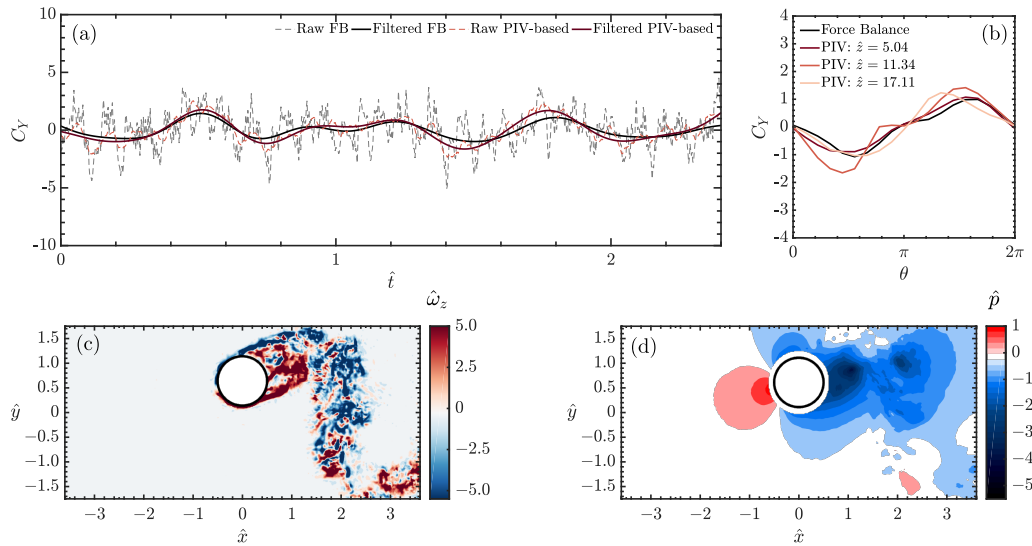 (a)
Raw FB Filtered FB Raw PIV-based Filtered PIV-based
10
5
0
-5
-10
C_Y
0 1 2
t̂
(b)
Force Balance
PIV: ẑ = 5.04
PIV: ẑ = 11.34
PIV: ẑ = 17.11
4
3
2
1
0
-1
-2
-3
-4
C_Y
0 π 2π
θ
(c)
ω̂_z
5.0
2.5
0
−2.5
−5.0
1.5
1.0
0.5
0
−0.5
−1.0
−1.5
ŷ
−3 −2 −1 0 1 2 3
x̂
(d)
p̂
1
0
−1
−2
−3
−4
−5
1.5
1.0
0.5
0
−0.5
−1.0
−1.5
ŷ
−3 −2 −1 0 1 2 3
x̂